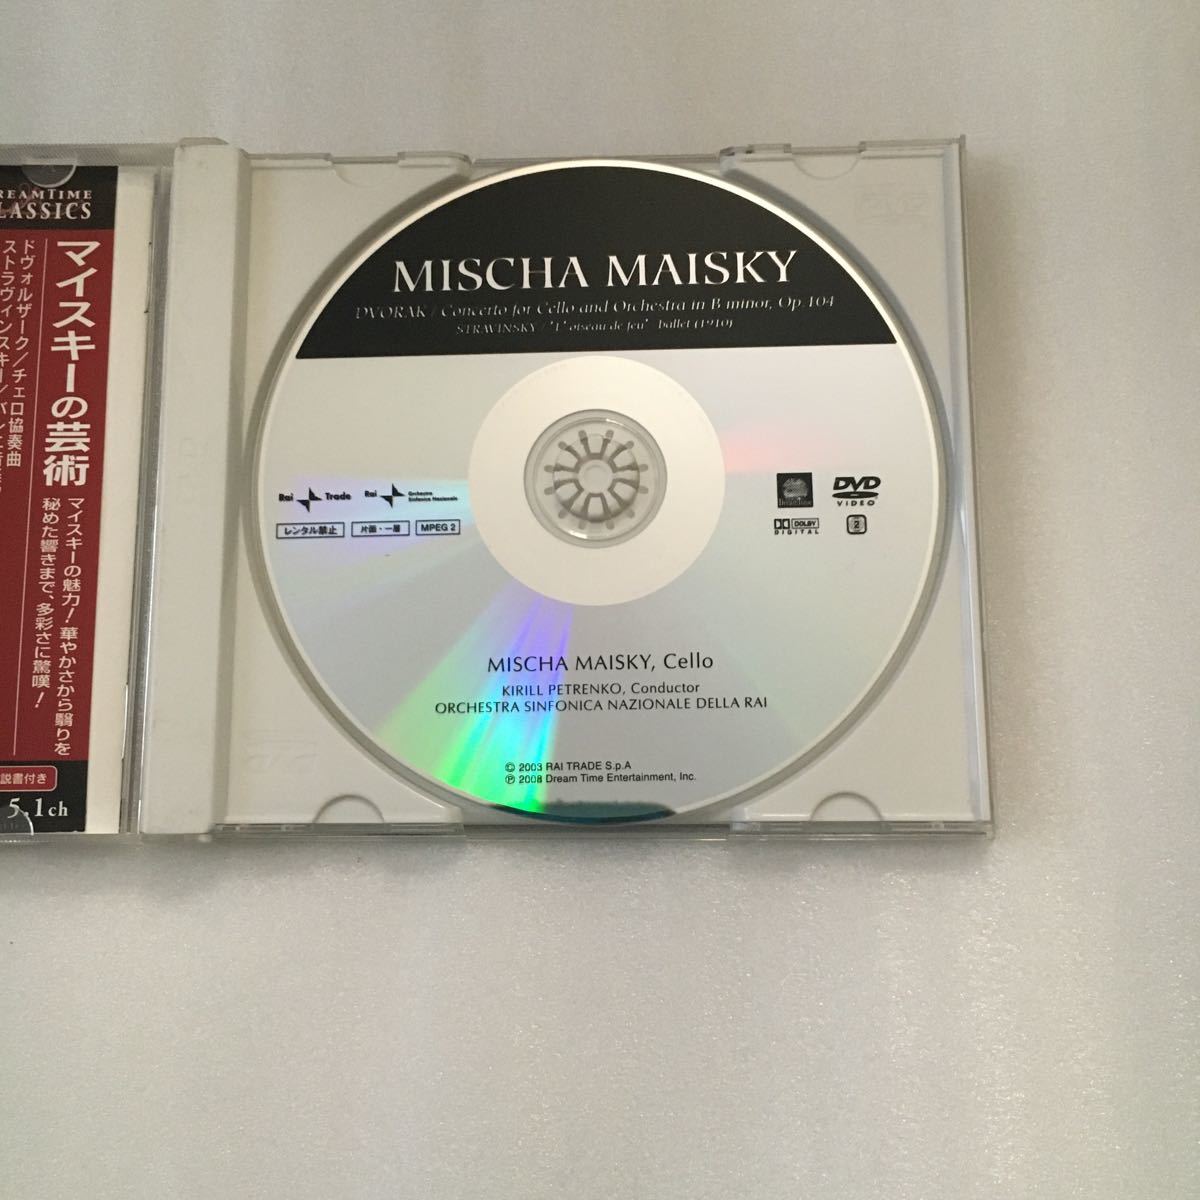 REAMTIME
LASSICS
マイスキーの芸術
ドヴォルザーク/チェロ協奏曲
ストラヴィンスキー/バレエ音楽
マイスキーの魅力!華やかさから翳りを
秘めた響きまで、多彩さに驚嘆!
説書付き
5.1ch
MISCHA MAISKY
DVORAK / Concerto for Cello and Orchestra in B minor, Op.104
STRAVINSKY / "L' oiseau de feu" ballet (1910)
Rai Trade
Rai Orchestra
Sinfonica Nazionale
レンタル禁止 片面・一層 MPEG 2
DreamTime
DVD
VIDEO
DOLBY
DIGITAL
2
MISCHA MAISKY, Cello
KIRILL PETRENKO, Conductor
ORCHESTRA SINFONICA NAZIONALE DELLA RAI
© 2003 RAI TRADE S.p.A
℗ 2008 Dream Time Entertainment, Inc.